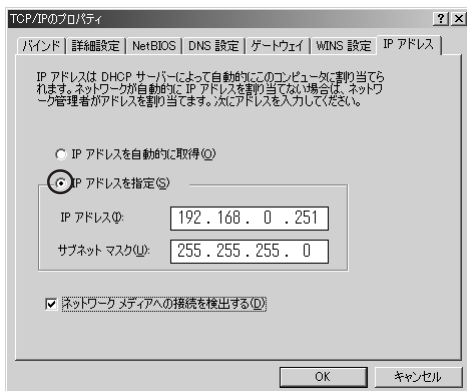 TCP/IPのプロパティ
バインド 詳細設定 NetBIOS DNS 設定 ゲートウェイ WINS 設定 IP アドレス
IP アドレスは DHCP サーバーによって自動的にこのコンピュータに割り当てら
れます。ネットワークが自動的に IP アドレスを割り当てない場合は、ネットワ
ーク管理者がアドレスを割り当てます。次にアドレスを入力してください。
IP アドレスを自動的に取得(O)
IP アドレスを指定(S)
IP アドレス(I): 192 . 168 . 0 . 251
サブネット マスク(U): 255 . 255 . 255 . 0
ネットワーク メディアへの接続を検出する(D)
OK キャンセル